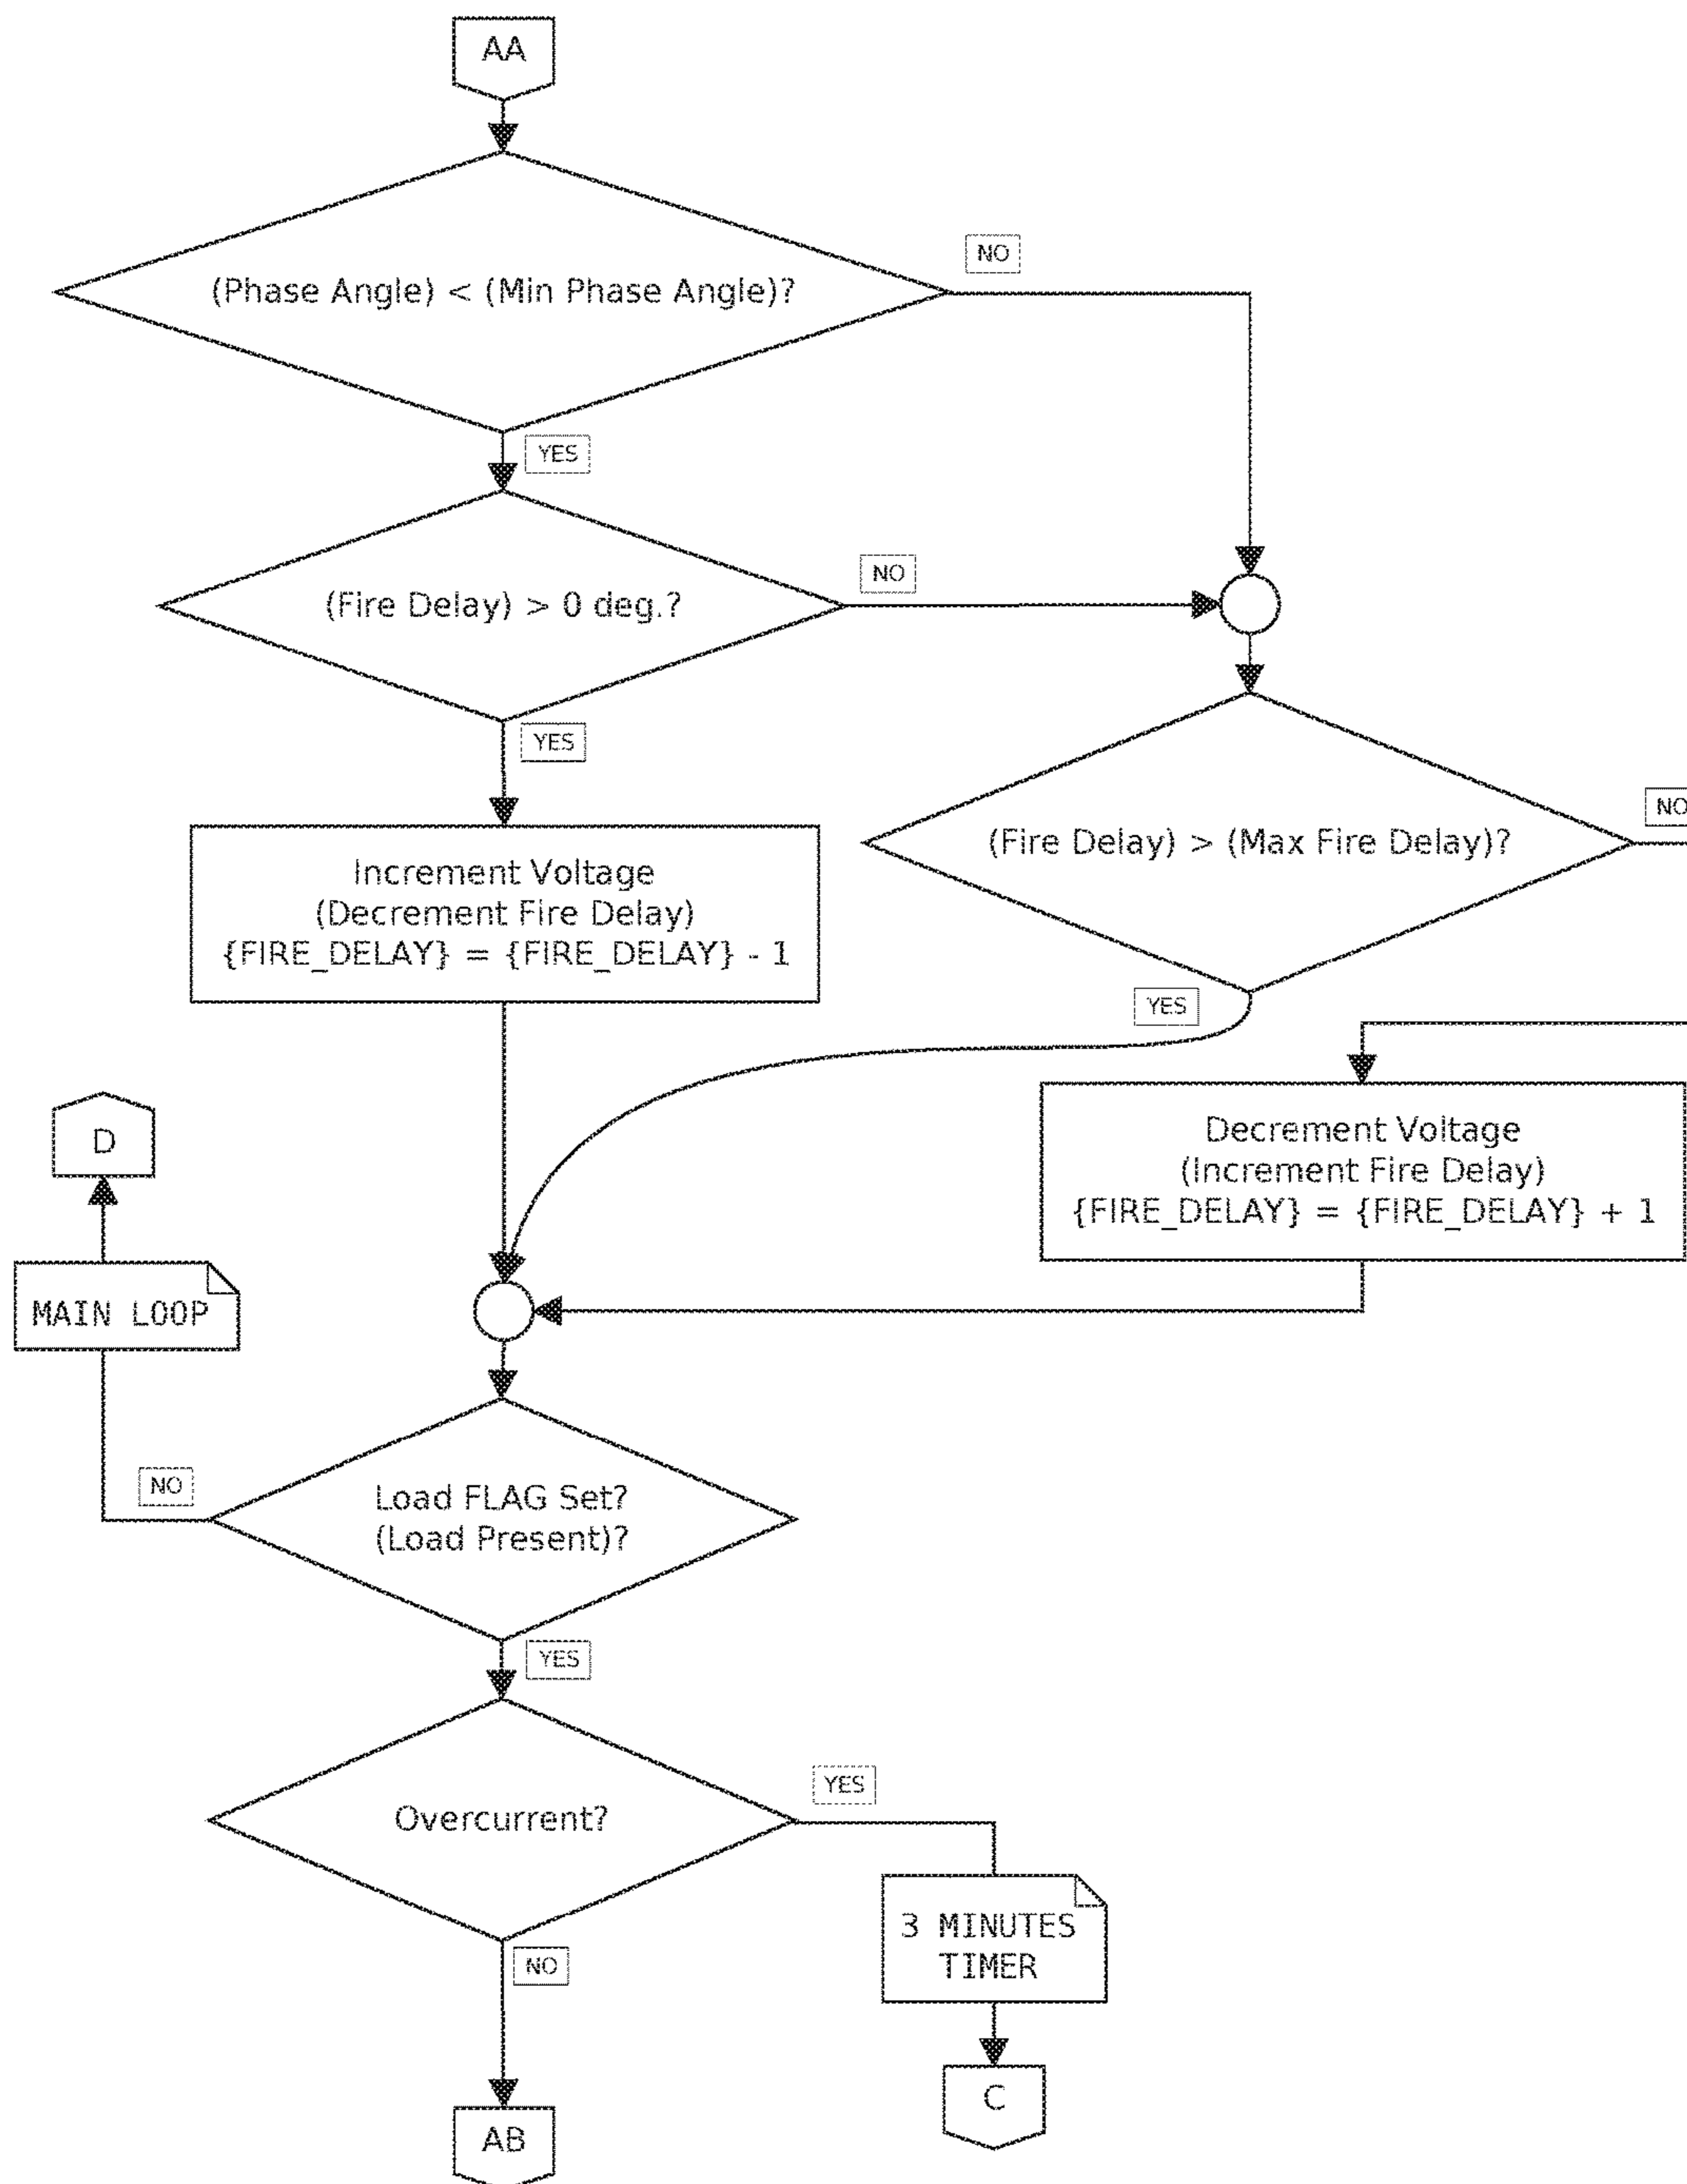 AA
(Phase Angle) < (Min Phase Angle)?
NO
YES
(Fire Delay) > 0 deg.?
NO
YES
(Fire Delay) > (Max Fire Delay)?
NO
YES
Increment Voltage
(Decrement Fire Delay)
{FIRE_DELAY} = {FIRE_DELAY} - 1
Decrement Voltage
(Increment Fire Delay)
{FIRE_DELAY} = {FIRE_DELAY} + 1
D
MAIN LOOP
NO
Load FLAG Set?
(Load Present)?
YES
Overcurrent?
YES
NO
3 MINUTES
TIMER
C
AB